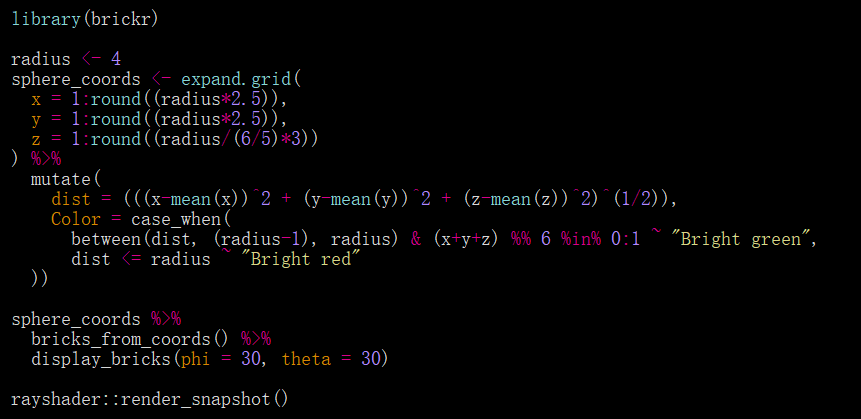 library(brickr)

radius <- 4
sphere_coords <- expand.grid(
  x = 1:round((radius*2.5)),
  y = 1:round((radius*2.5)),
  z = 1:round((radius/(6/5)*3))
) %>%
  mutate(
    dist = (((x-mean(x))^2 + (y-mean(y))^2 + (z-mean(z))^2)^(1/2)),
    Color = case_when(
      between(dist, (radius-1), radius) & (x+y+z) %% 6 %in% 0:1 ~ "Bright green",
      dist <= radius ~ "Bright red"
  ))

sphere_coords %>%
  bricks_from_coords() %>%
  display_bricks(phi = 30, theta = 30)

rayshader::render_snapshot()